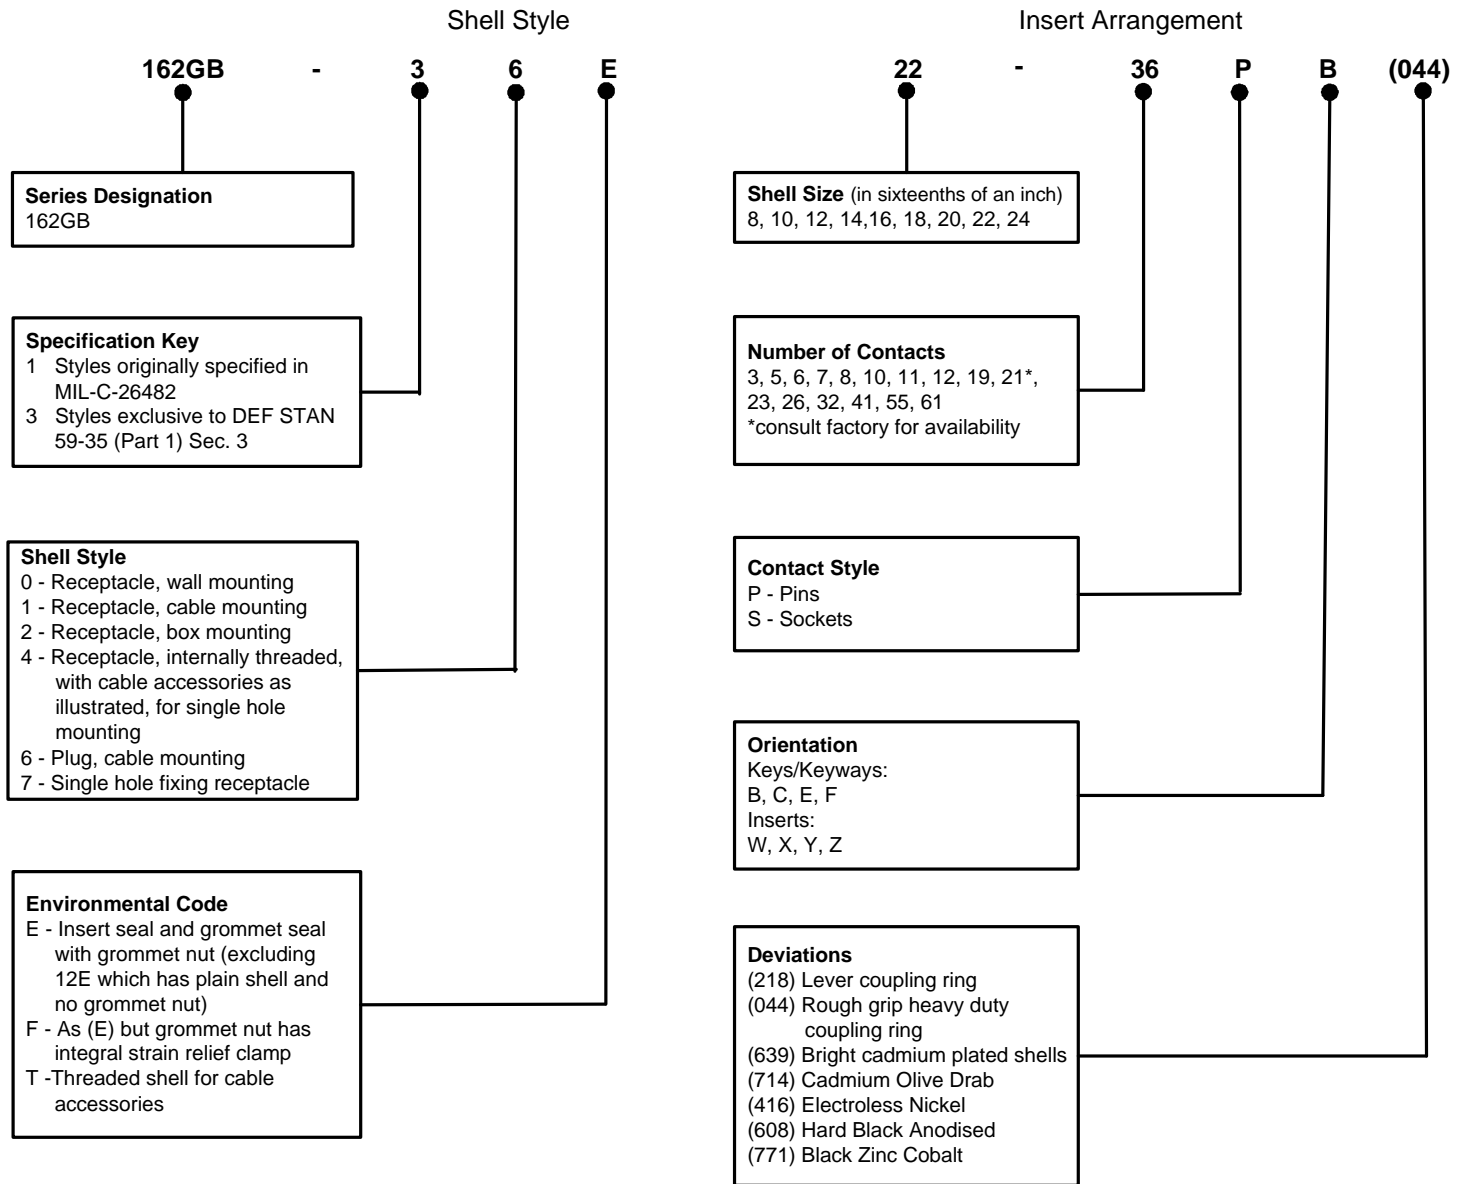 Shell Style
Insert Arrangement
162GB - 3 6 E
22 - 36 P B (044)
Series Designation
162GB
Specification Key
1 Styles originally specified in
MIL-C-26482
3 Styles exclusive to DEF STAN
59-35 (Part 1) Sec. 3
Shell Style
0 - Receptacle, wall mounting
1 - Receptacle, cable mounting
2 - Receptacle, box mounting
4 - Receptacle, internally threaded,
with cable accessories as
illustrated, for single hole
mounting
6 - Plug, cable mounting
7 - Single hole fixing receptacle
Environmental Code
E - Insert seal and grommet seal
with grommet nut (excluding
12E which has plain shell and
no grommet nut)
F - As (E) but grommet nut has
integral strain relief clamp
T -Threaded shell for cable
accessories
Shell Size (in sixteenths of an inch)
8, 10, 12, 14,16, 18, 20, 22, 24
Number of Contacts
3, 5, 6, 7, 8, 10, 11, 12, 19, 21*,
23, 26, 32, 41, 55, 61
*consult factory for availability
Contact Style
P - Pins
S - Sockets
Orientation
Keys/Keyways:
B, C, E, F
Inserts:
W, X, Y, Z
Deviations
(218) Lever coupling ring
(044) Rough grip heavy duty
coupling ring
(639) Bright cadmium plated shells
(714) Cadmium Olive Drab
(416) Electroless Nickel
(608) Hard Black Anodised
(771) Black Zinc Cobalt